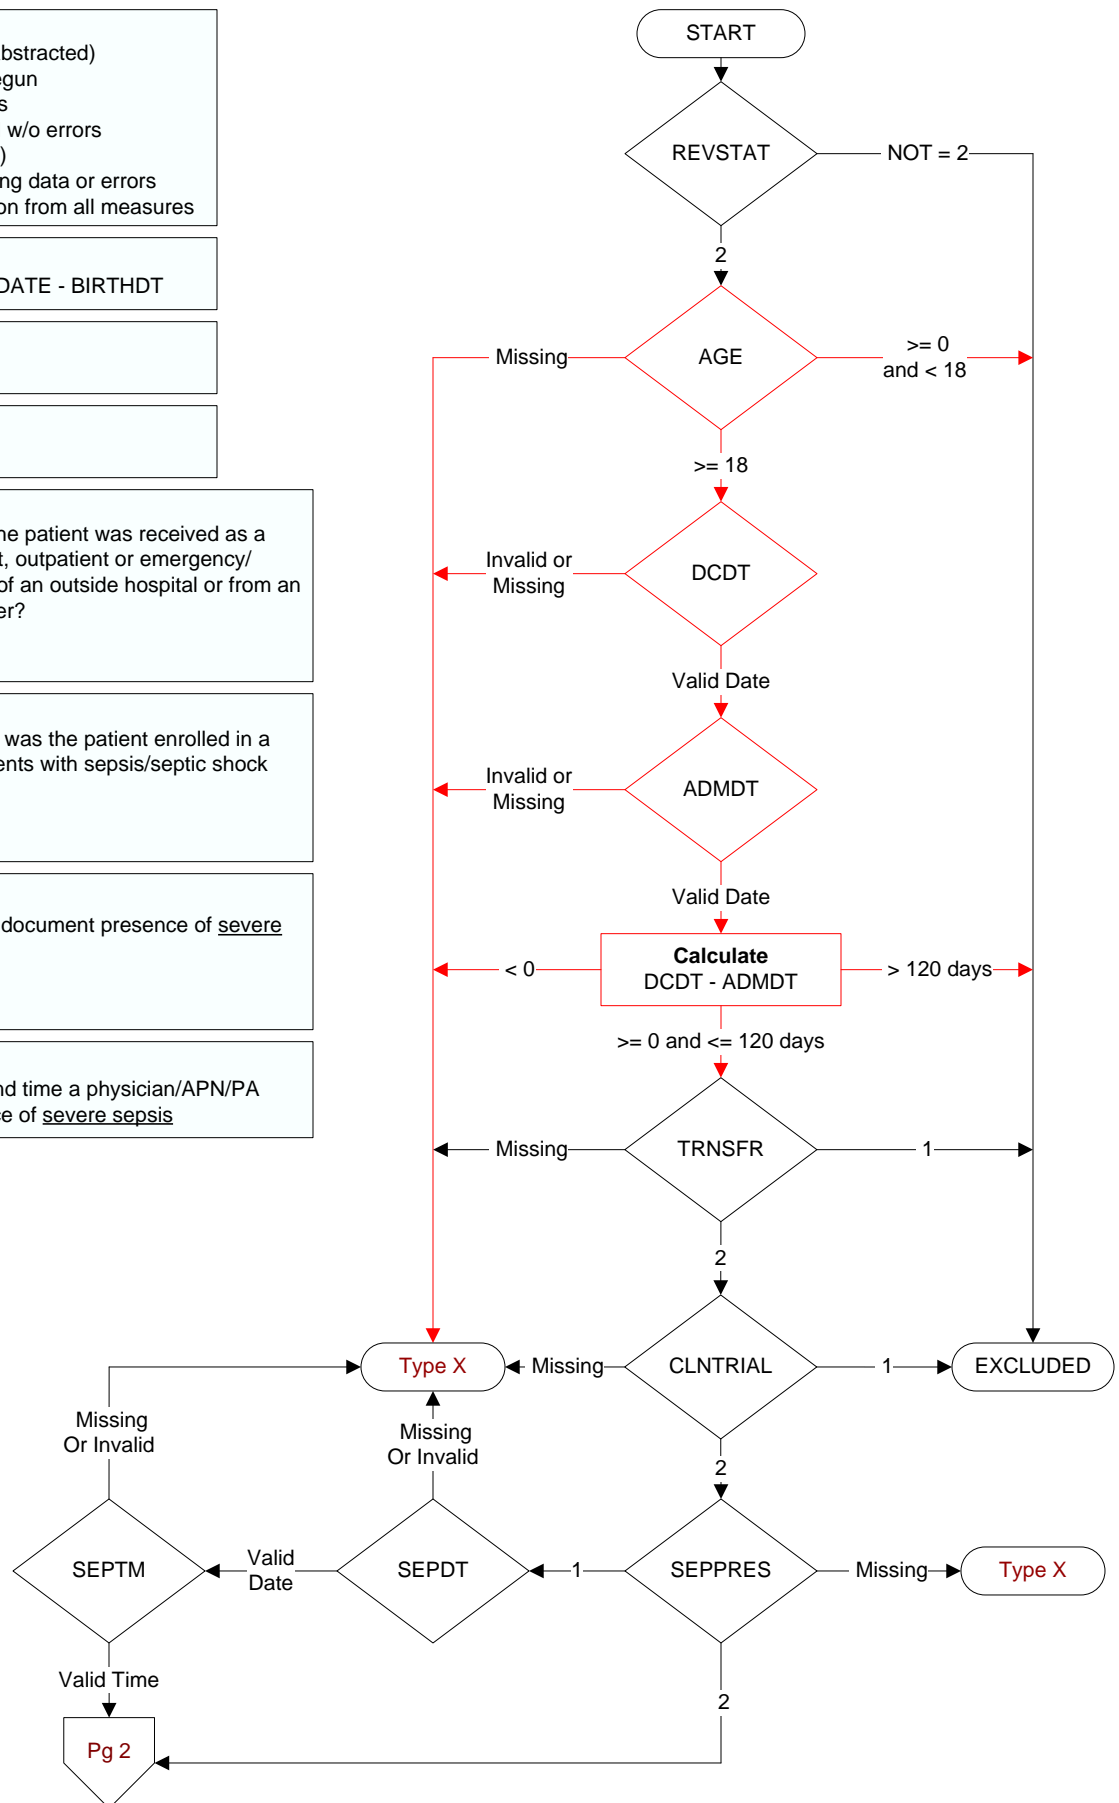 bstracted)
egun
s
w/o errors
)
ng data or errors
on from all measures
DATE - BIRTHDT
he patient was received as a
t, outpatient or emergency/
of an outside hospital or from an
er?
was the patient enrolled in a
ents with sepsis/septic shock
document presence of severe
nd time a physician/APN/PA
ce of severe sepsis
START
REVSTAT
NOT = 2
2
Missing
AGE
>= 0
and < 18
>= 18
Invalid or
Missing
DCDT
Valid Date
Invalid or
Missing
ADMDT
Valid Date
< 0
Calculate
DCDT - ADMDT
> 120 days
>= 0 and <= 120 days
Missing
TRNSFR
1
2
Type X
Missing
CLNTRIAL
1
EXCLUDED
Missing
Or Invalid
Missing
Or Invalid
2
SEPTM
Valid
Date
SEPDT
1
SEPPRES
Missing
Type X
Valid Time
2
Pg 2